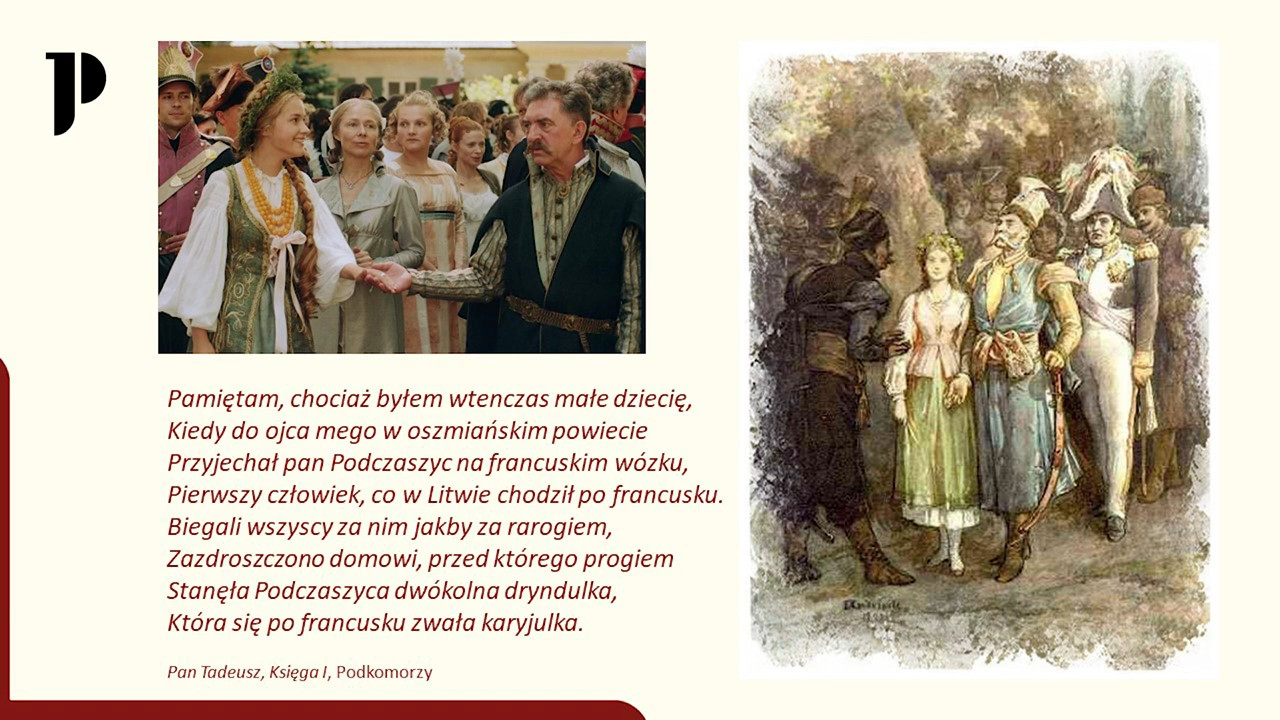 Pamiętam, chociaż byłem wtenczas małe dziecię,
Kiedy do ojca mego w oszmiańskim powiecie
Przyjechał pan Podczaszyc na francuskim wózku,
Pierwszy człowiek, co w Litwie chodził po francusku.
Biegali wszyscy za nim jakby za rarogiem,
Zazdroszczono domowi, przed którego progiem
Stanęła Podczaszyca dwókolna dryndulka,
Która się po francusku zwała karyjulka.
Pan Tadeusz, Księga I, Podkomorzy